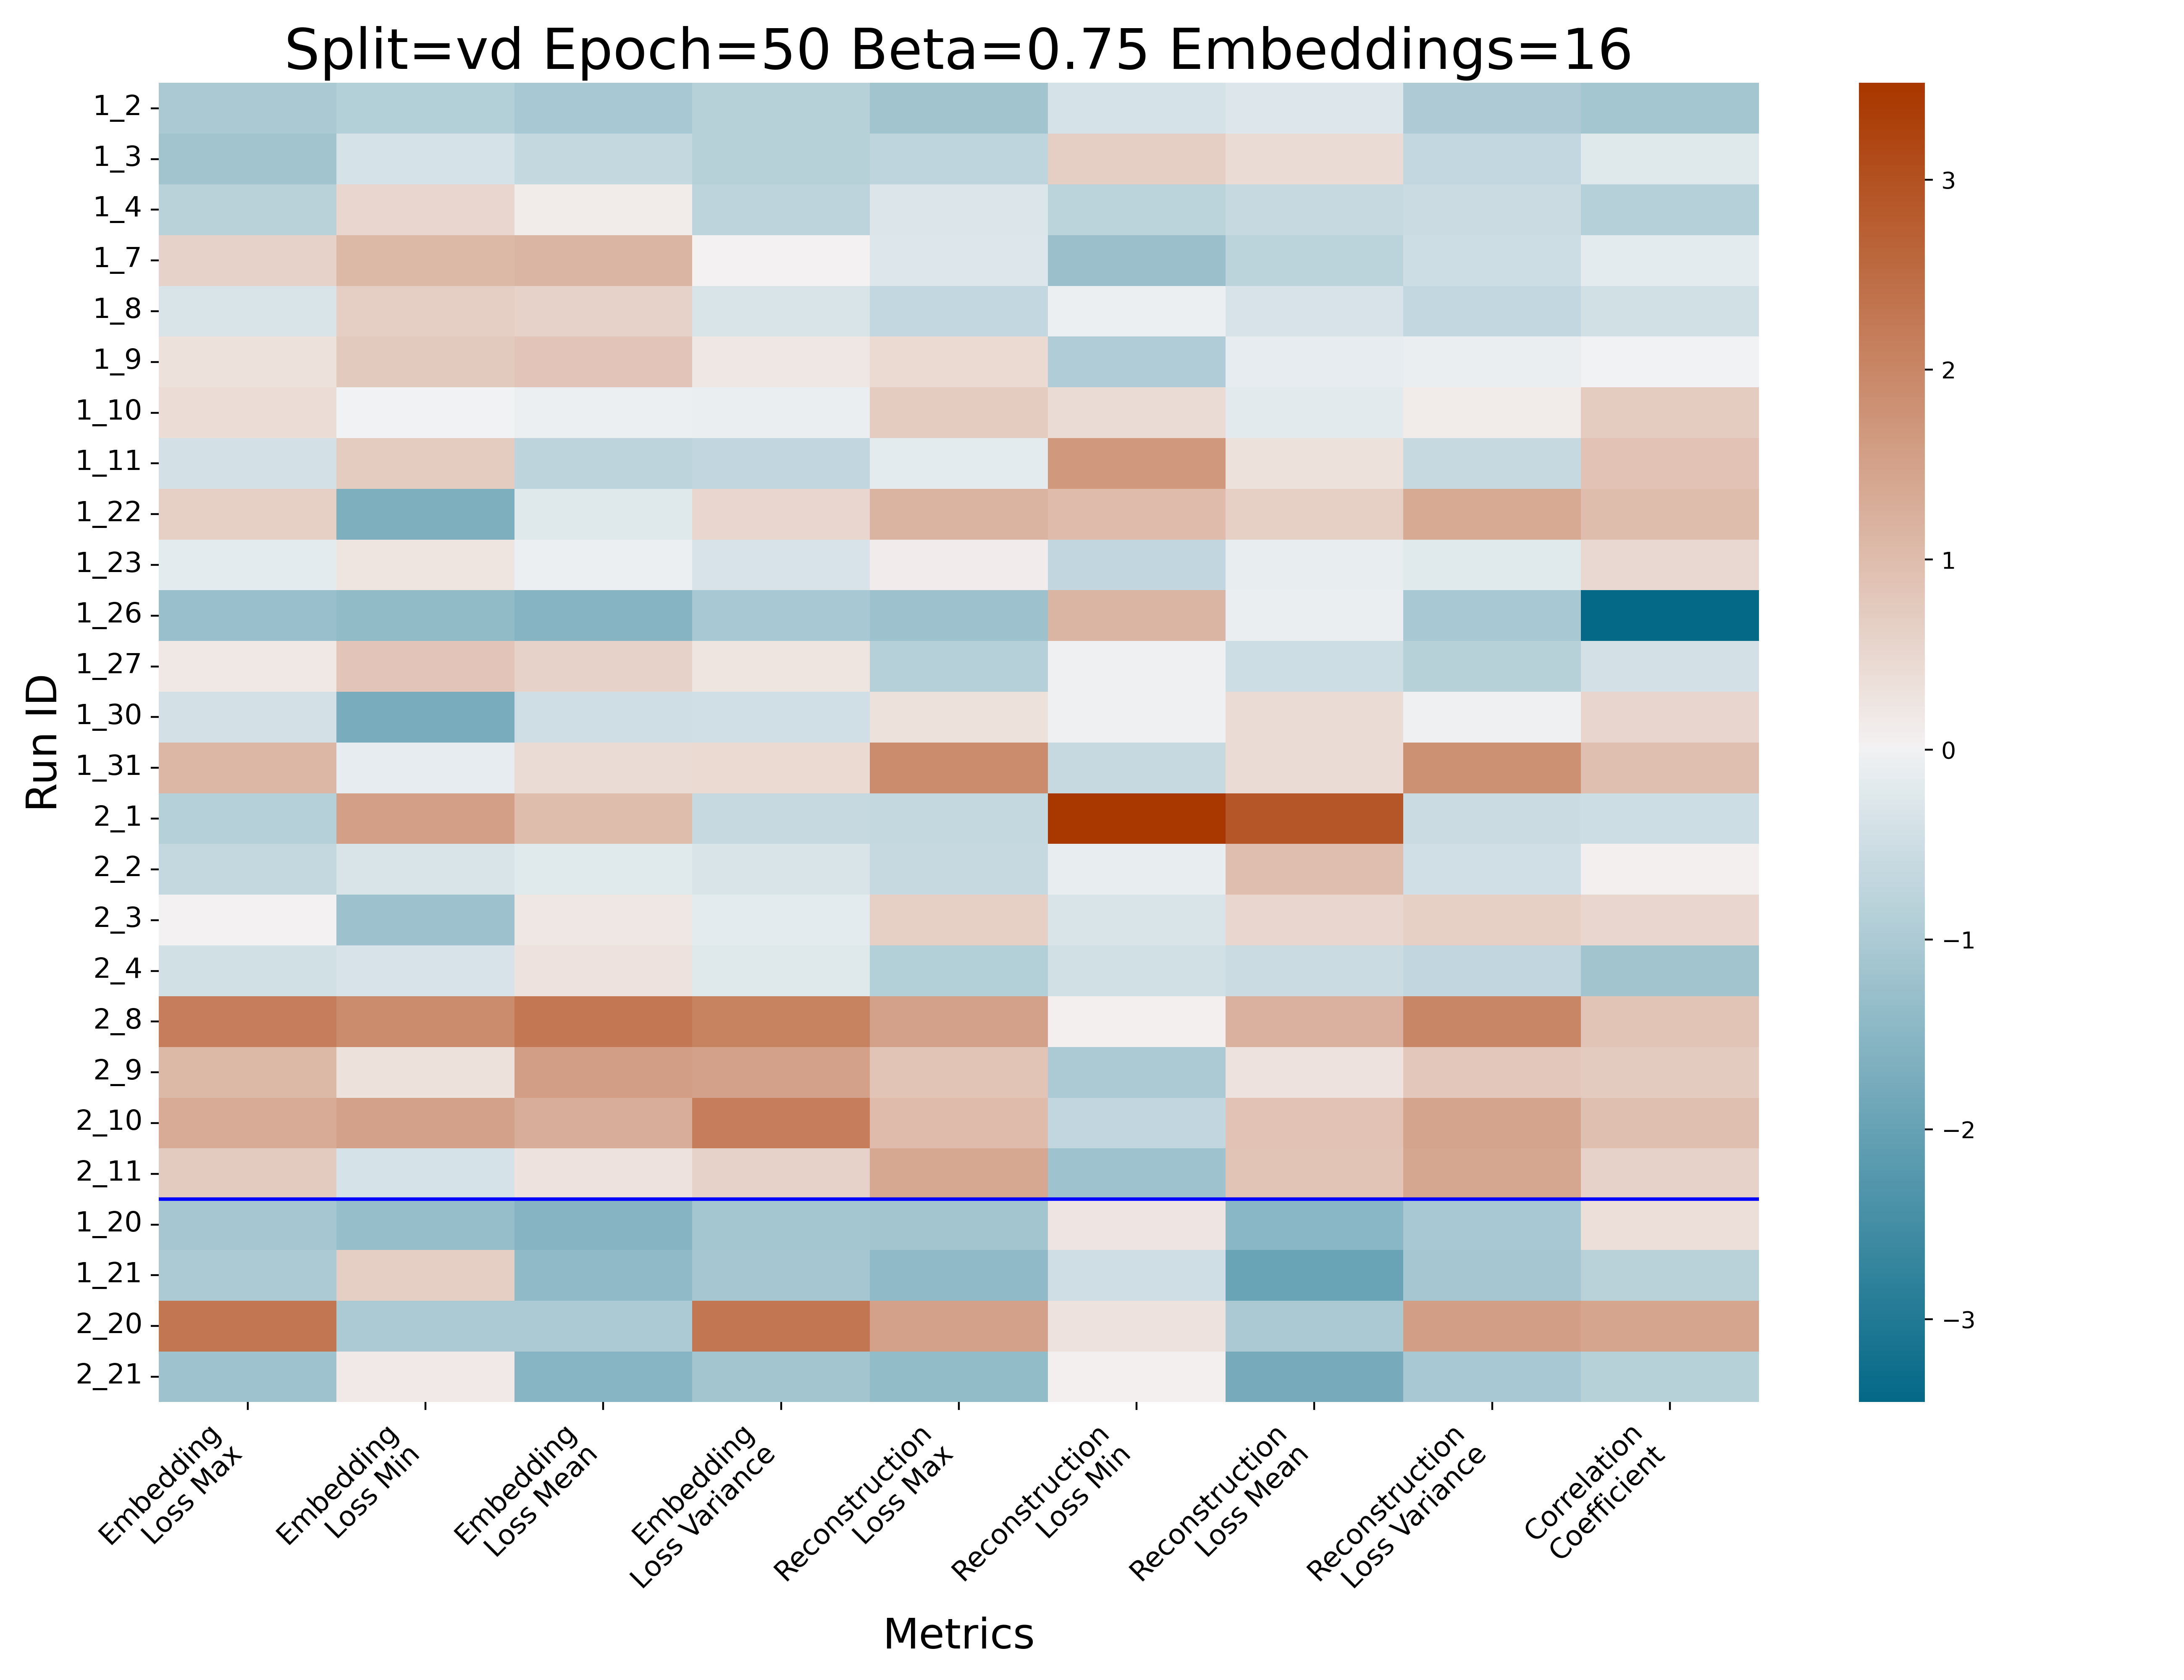 Split=vd Epoch=50 Beta=0.75 Embeddings=16
Run ID
1_2
1_3
1_4
1_7
1_8
1_9
1_10
1_11
1_22
1_23
1_26
1_27
1_30
1_31
2_1
2_2
2_3
2_4
2_8
2_9
2_10
2_11
1_20
1_21
2_20
2_21
Embedding
Loss Max
Embedding
Loss Min
Embedding
Loss Mean
Embedding
Loss Variance
Reconstruction
Loss Max
Reconstruction
Loss Min
Reconstruction
Loss Mean
Reconstruction
Loss Variance
Correlation
Coefficient
Metrics
3
2
1
0
−1
−2
−3